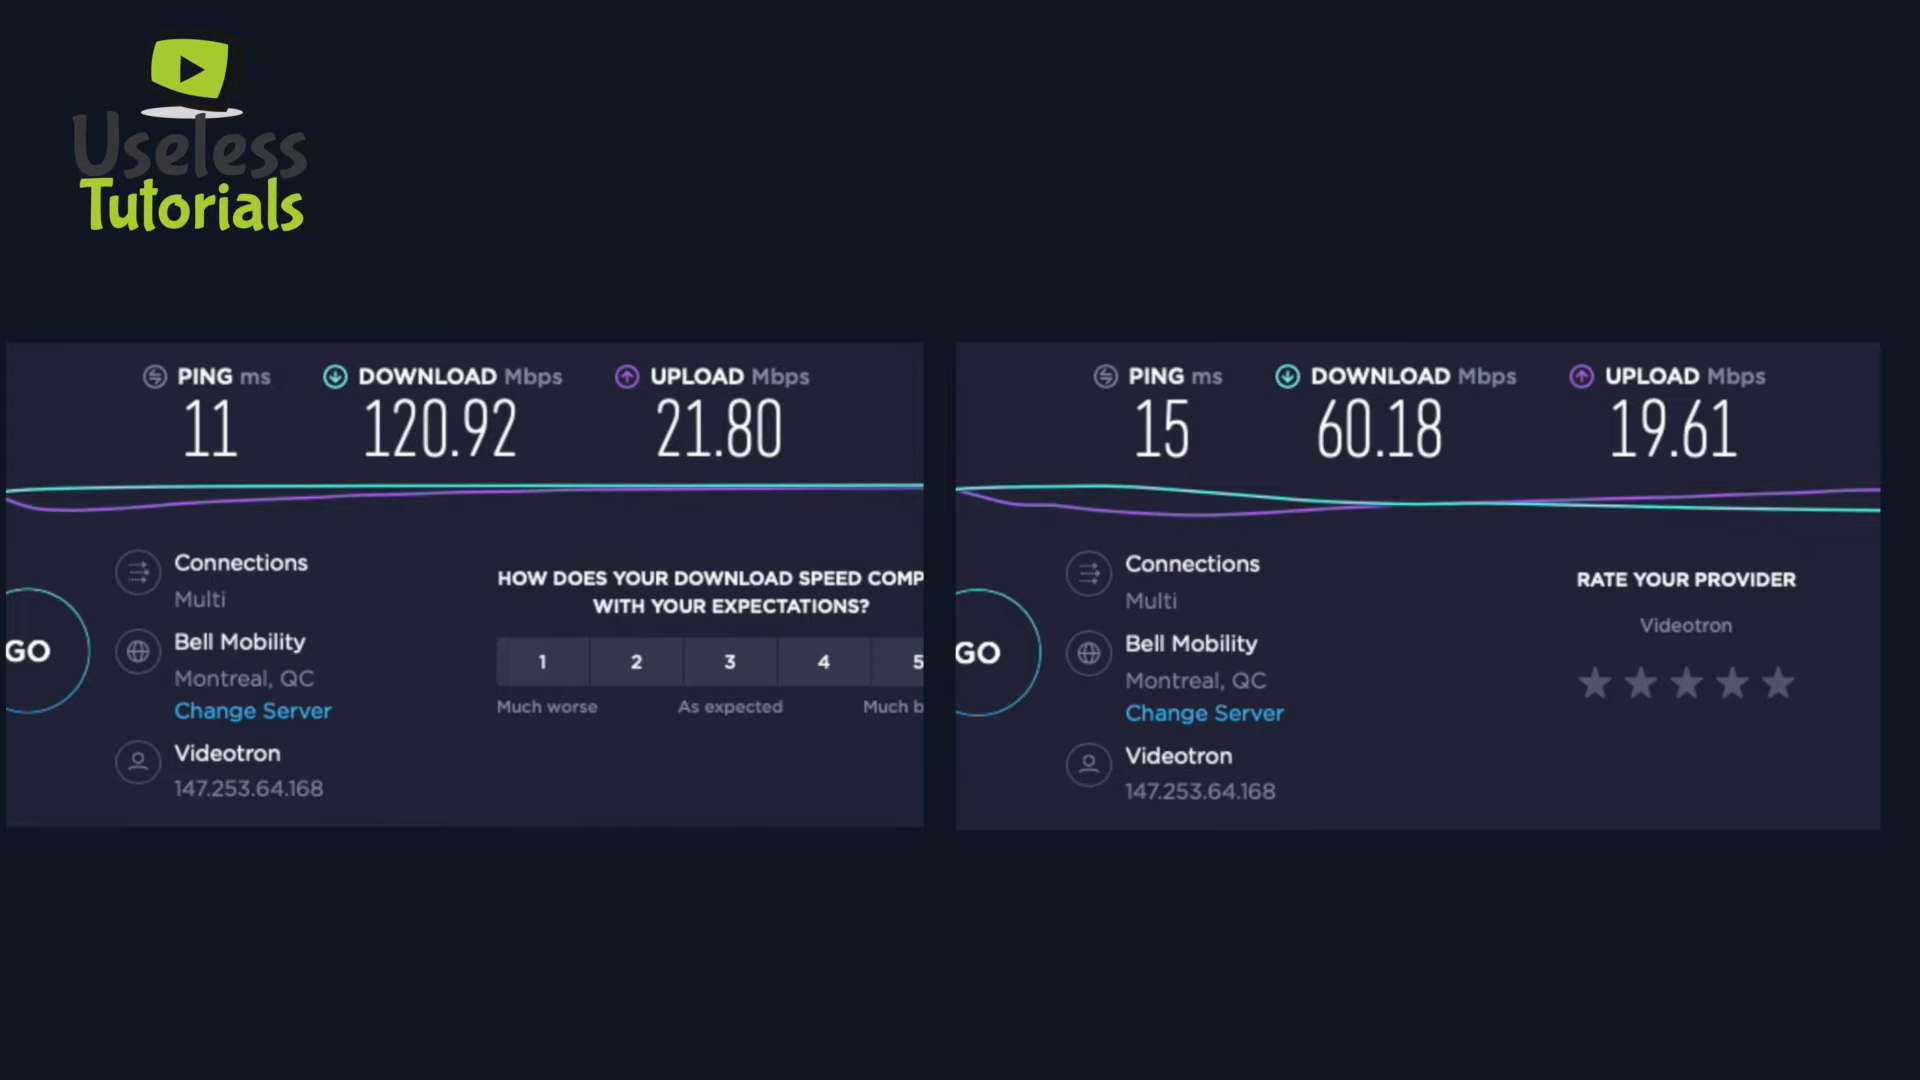 Useless
Tutorials
PING ms
DOWNLOAD Mbps
UPLOAD Mbps
11
120.92
21.80
Connections
Multi
Bell Mobility
Montreal, QC
Change Server
Videotron
147.253.64.168
GO
HOW DOES YOUR DOWNLOAD SPEED COMP
WITH YOUR EXPECTATIONS?
1 2 3 4 5
Much worse As expected Much b
PING ms
DOWNLOAD Mbps
UPLOAD Mbps
15
60.18
19.61
GO
Connections
Multi
Bell Mobility
Montreal, QC
Change Server
Videotron
147.253.64.168
RATE YOUR PROVIDER
Videotron